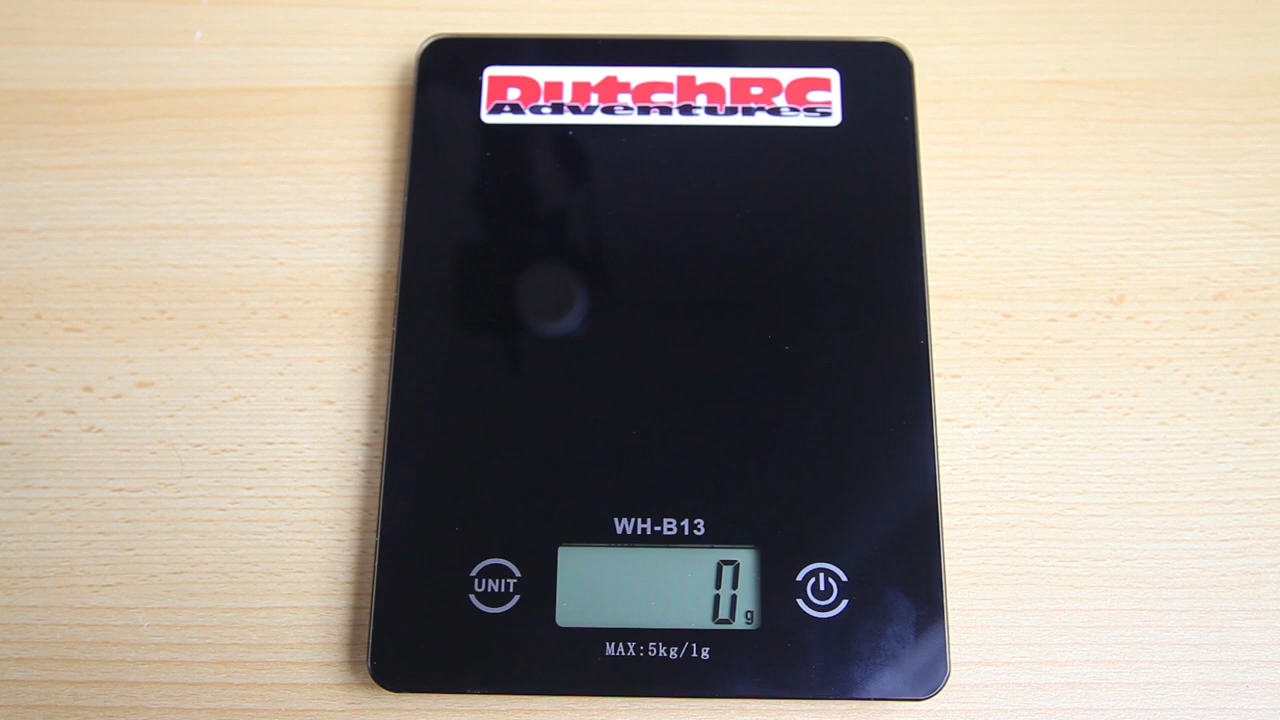 DutchRC
Adventures
WH-B13
UNIT
0 g
MAX:5kg/1g